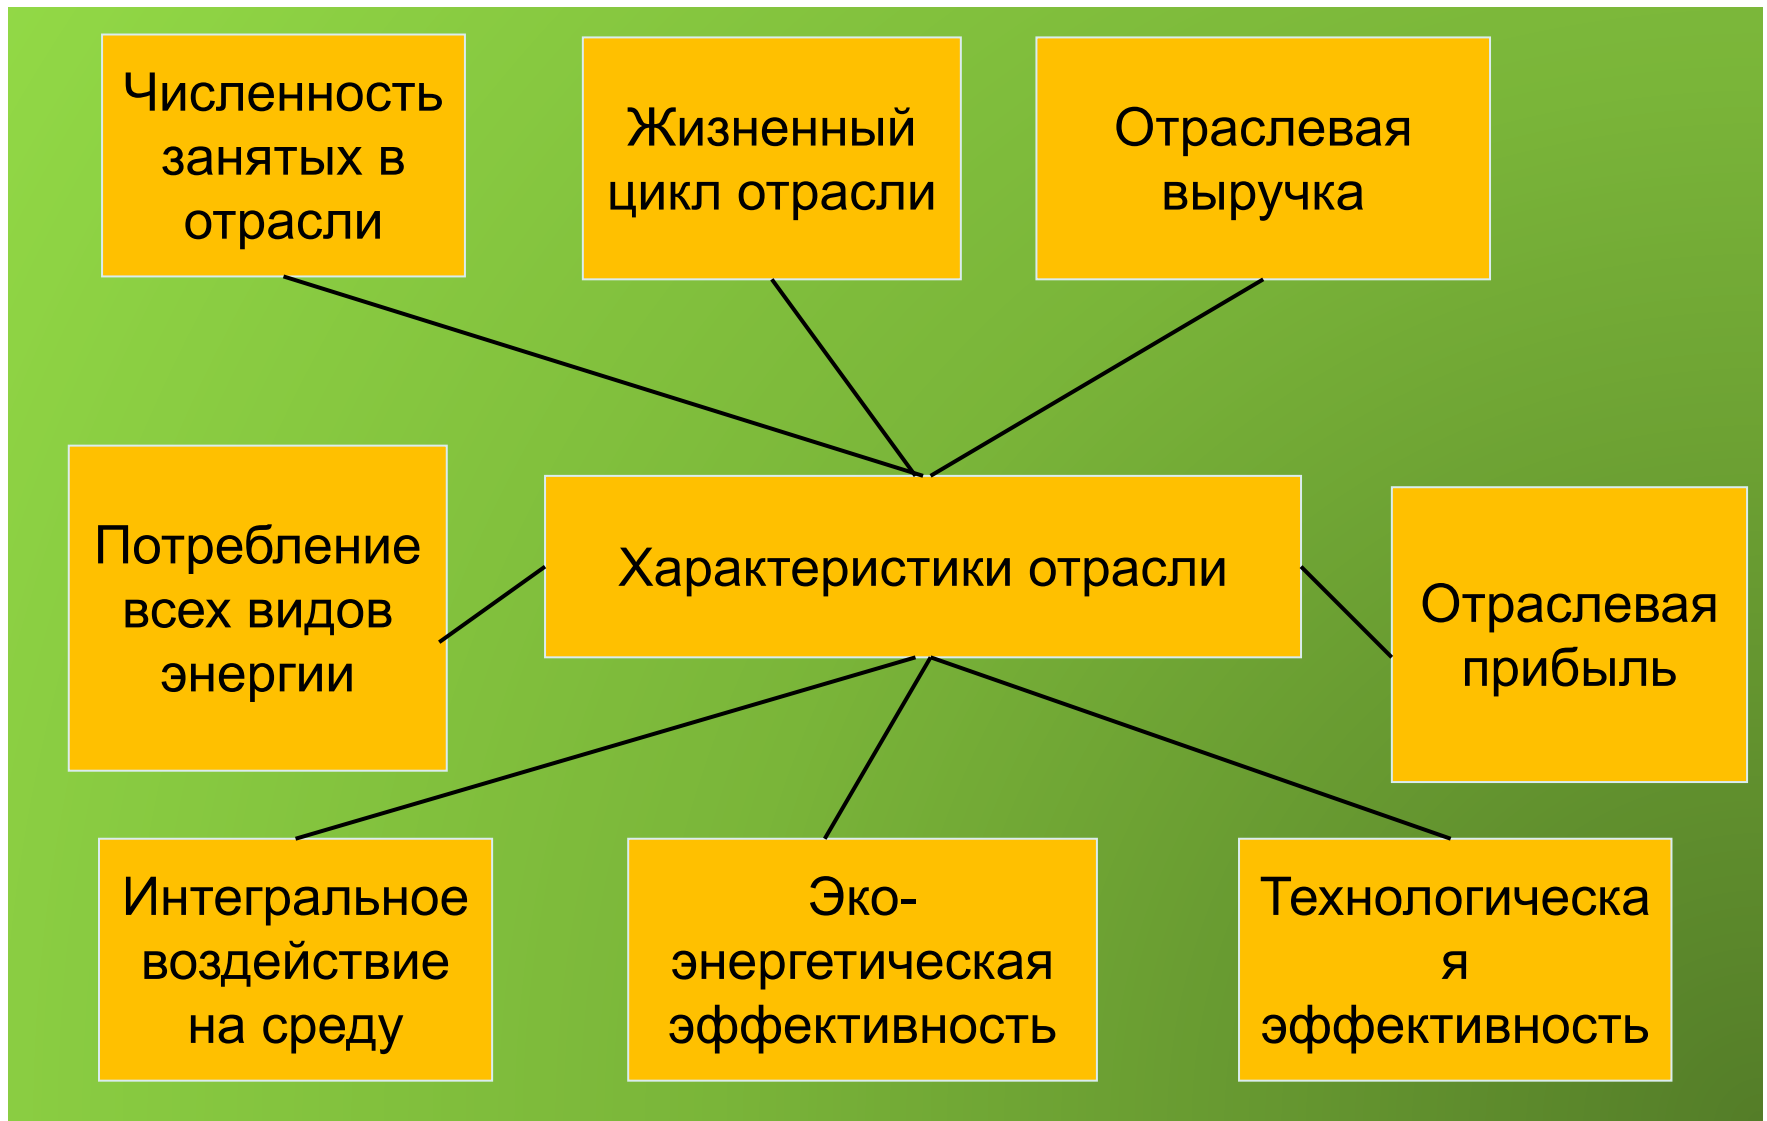 Численность
занятых в
отрасли
Жизненный
цикл отрасли
Отраслевая
выручка
Потребление
всех видов
энергии
Характеристики отрасли
Отраслевая
прибыль
Интегральное
воздействие
на среду
Эко-
энергетическая
эффективность
Технологическа
я
эффективность